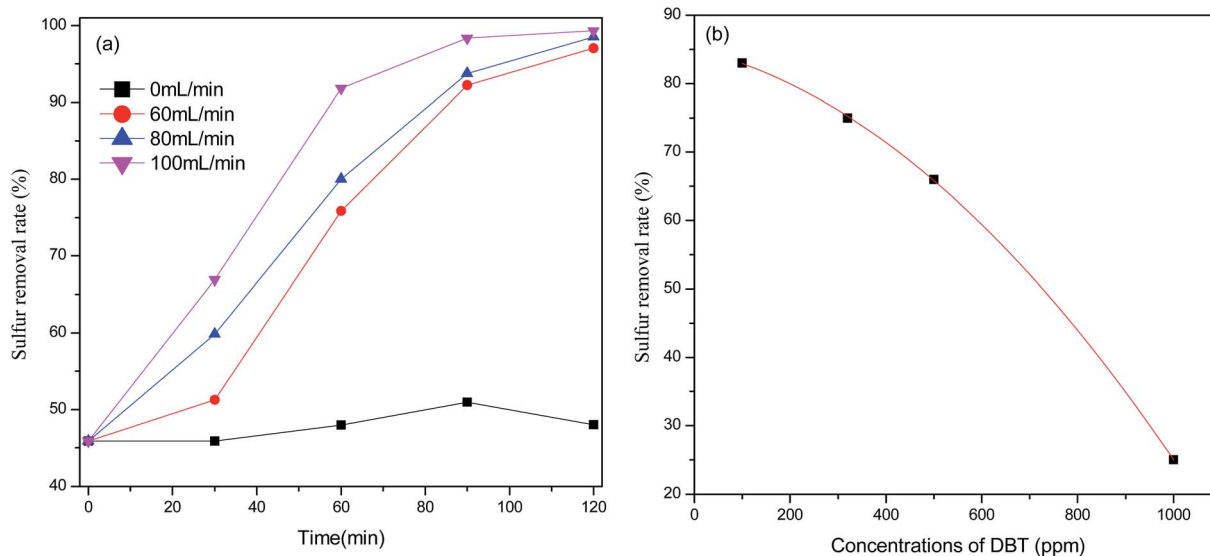 (a)
0mL/min
60mL/min
80mL/min
100mL/min
Sulfur removal rate (%)
100
90
80
70
60
50
40
0
20
40
60
80
100
120
Time(min)
(b)
Sulfur removal rate (%)
90
80
70
60
50
40
30
20
0
200
400
600
800
1000
Concentrations of DBT (ppm)